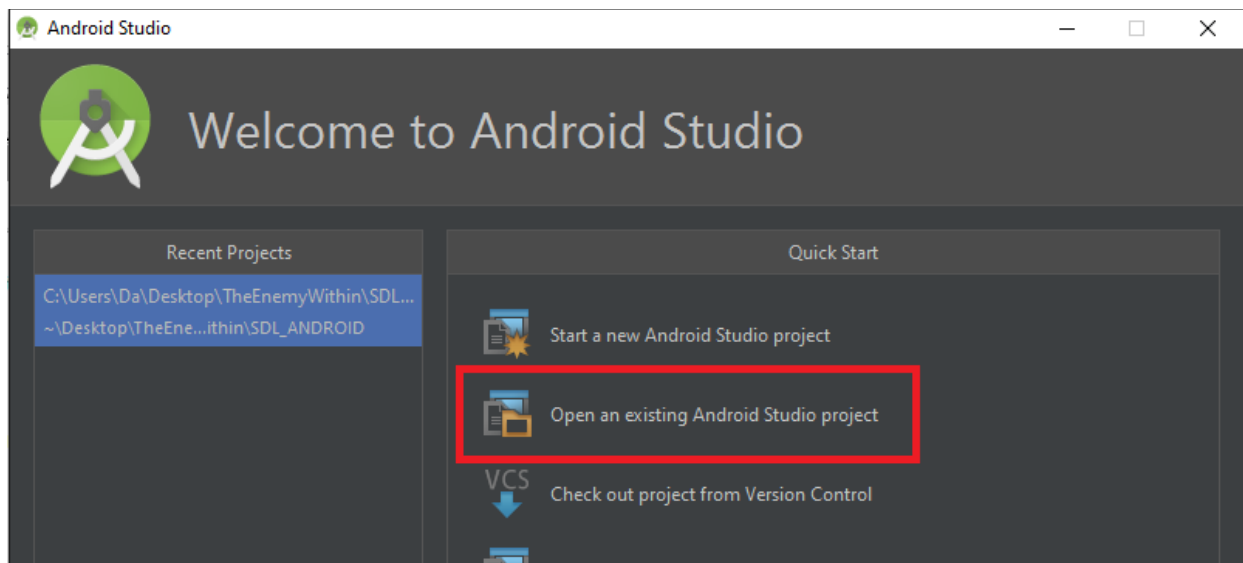 Android Studio
Welcome to Android Studio
Recent Projects
C:\Users\Da\Desktop\TheEnemyWithin\SDL...
~\Desktop\TheEne...ithin\SDL_ANDROID
Quick Start
Start a new Android Studio project
Open an existing Android Studio project
VCS
Check out project from Version Control